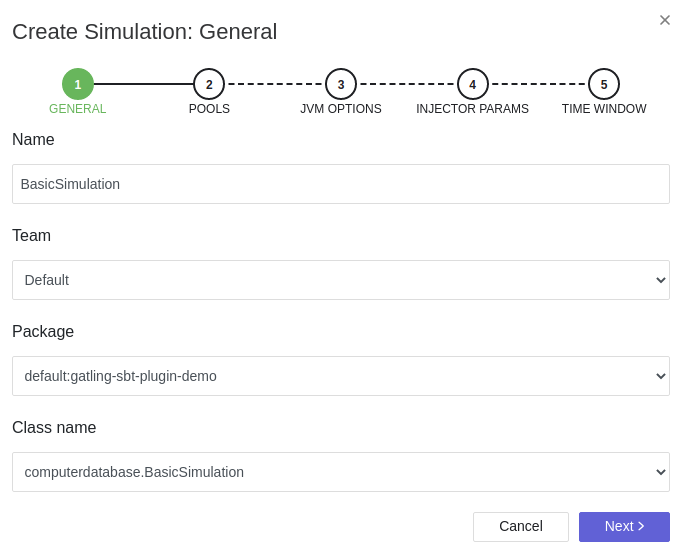 Create Simulation: General
×
1 2 3 4 5
GENERAL POOLS JVM OPTIONS INJECTOR PARAMS TIME WINDOW
Name
BasicSimulation
Team
Default
Package
default:gatling-sbt-plugin-demo
Class name
computerdatabase.BasicSimulation
Cancel Next